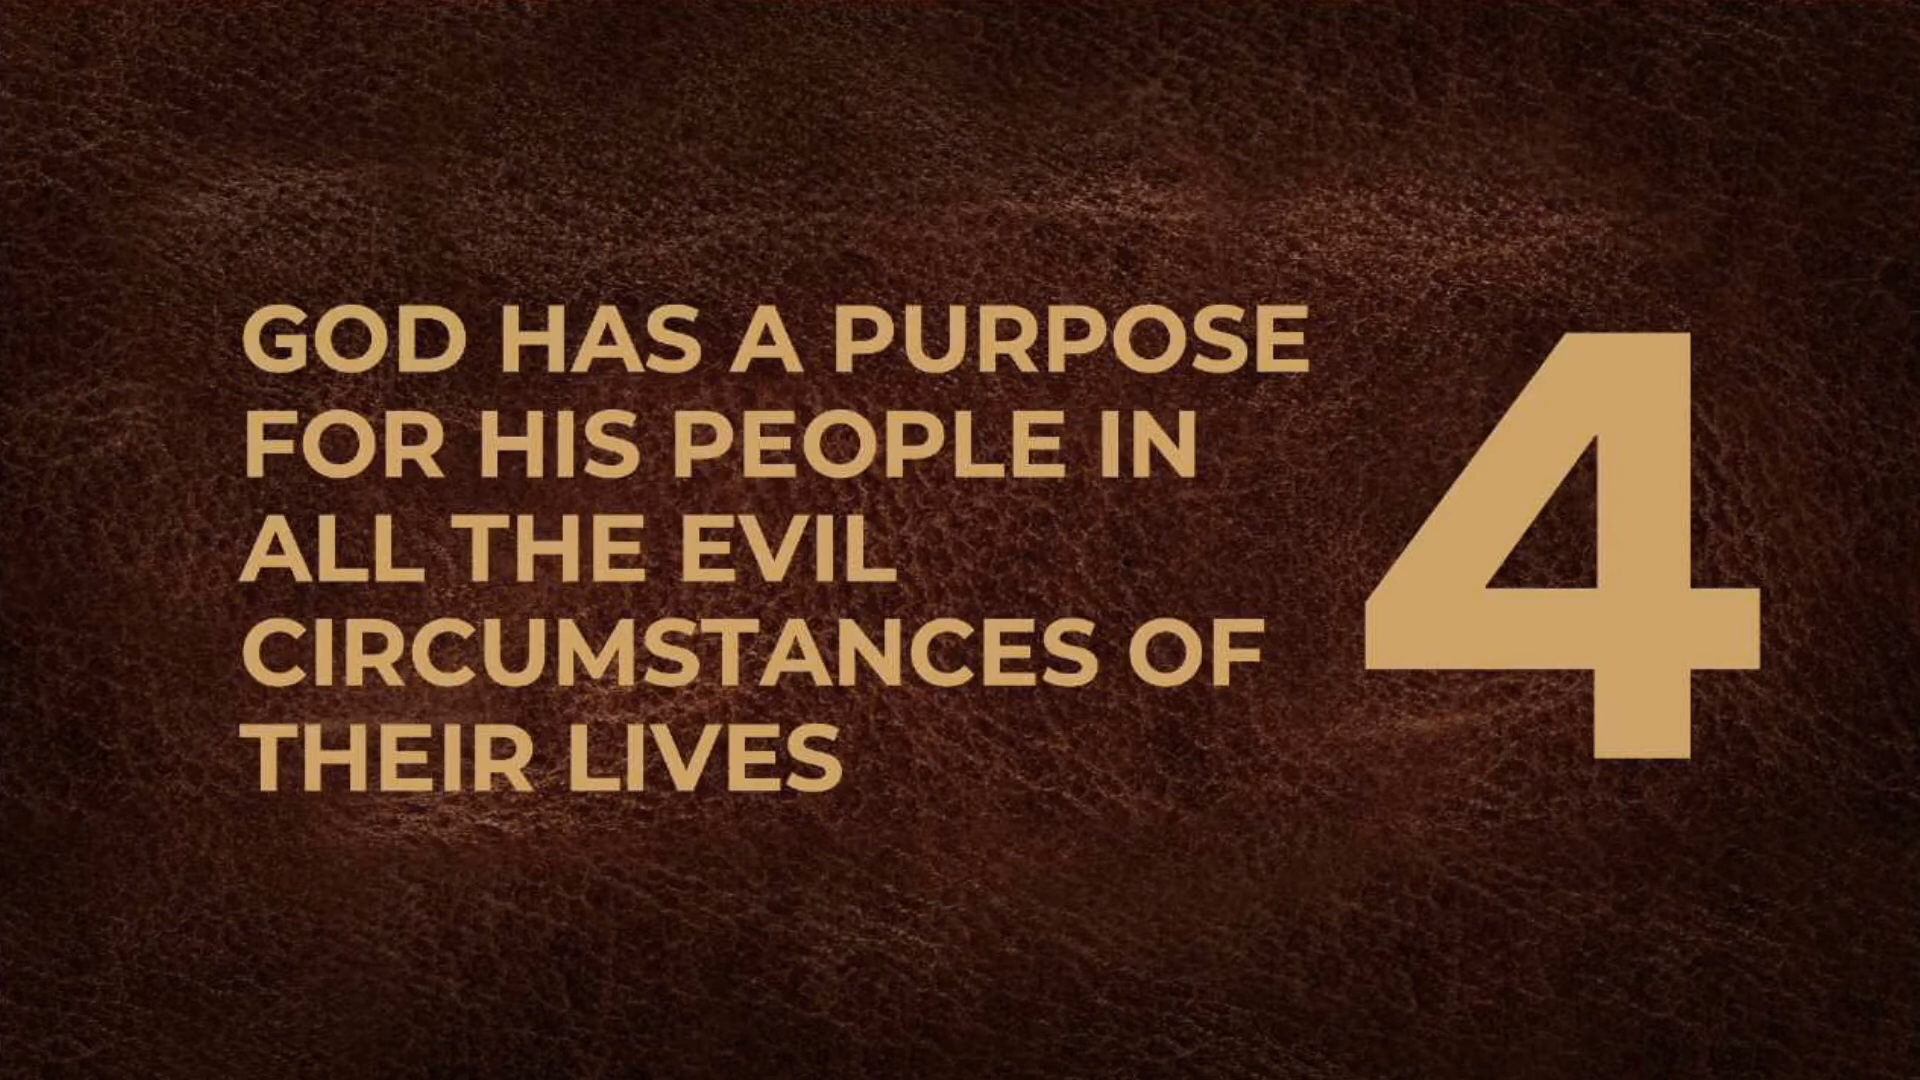 GOD HAS A PURPOSE
FOR HIS PEOPLE IN
ALL THE EVIL
CIRCUMSTANCES OF
THEIR LIVES
4